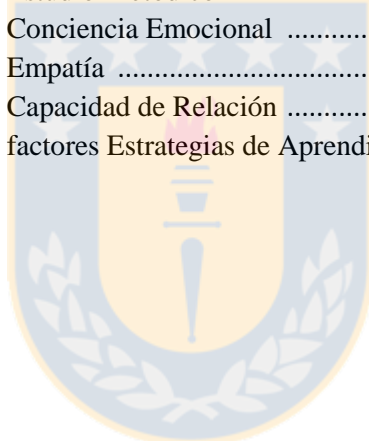 Conciencia Emocional ...........
Empatía ..................................
Capacidad de Relación ...........
factores Estrategias de Aprendi